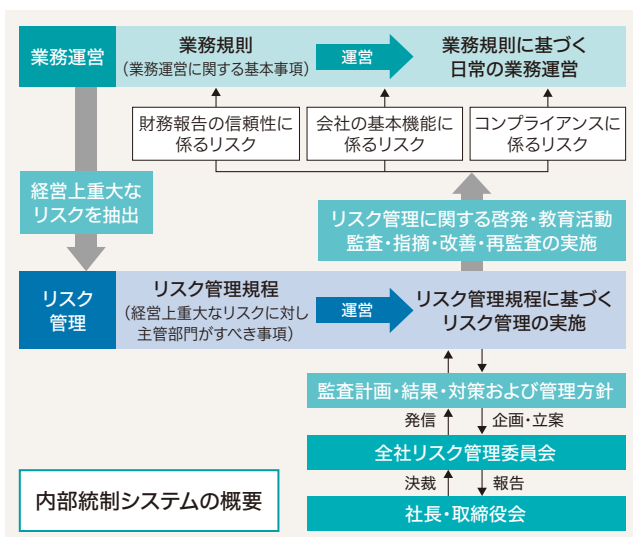 業務運営
業務規則
（業務運営に関する基本事項）
運営
業務規則に基づく
日常の業務運営
財務報告の信頼性に
係るリスク
会社の基本機能に
係るリスク
コンプライアンスに
係るリスク
経営上重大な
リスクを抽出
リスク管理に関する啓発・教育活動
監査・指摘・改善・再監査の実施
リスク
管理
リスク管理規程
（経営上重大なリスクに対し
主管部門がすべき事項）
運営
リスク管理規程に基づく
リスク管理の実施
監査計画・結果・対策および管理方針
発信
企画・立案
全社リスク管理委員会
決裁
報告
社長・取締役会
内部統制システムの概要